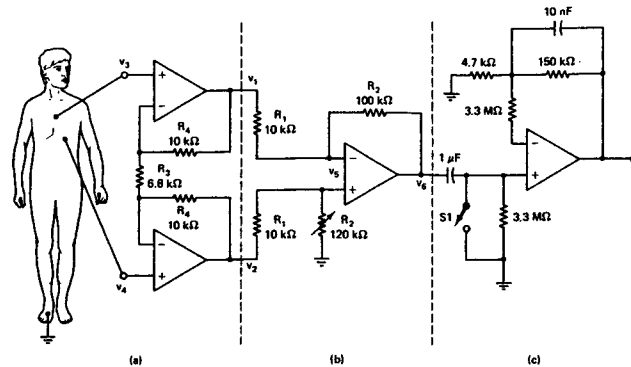 10 nF
v₃
v₁
R₂
100 kΩ
4.7 kΩ
150 kΩ
R₁
10 kΩ
3.3 MΩ
R₄
10 kΩ
R₃
6.8 kΩ
R₄
10 kΩ
v₅
v₆
1 μF
R₁
10 kΩ
R₂
120 kΩ
S1
3.3 MΩ
v₄
v₂
(a)
(b)
(c)